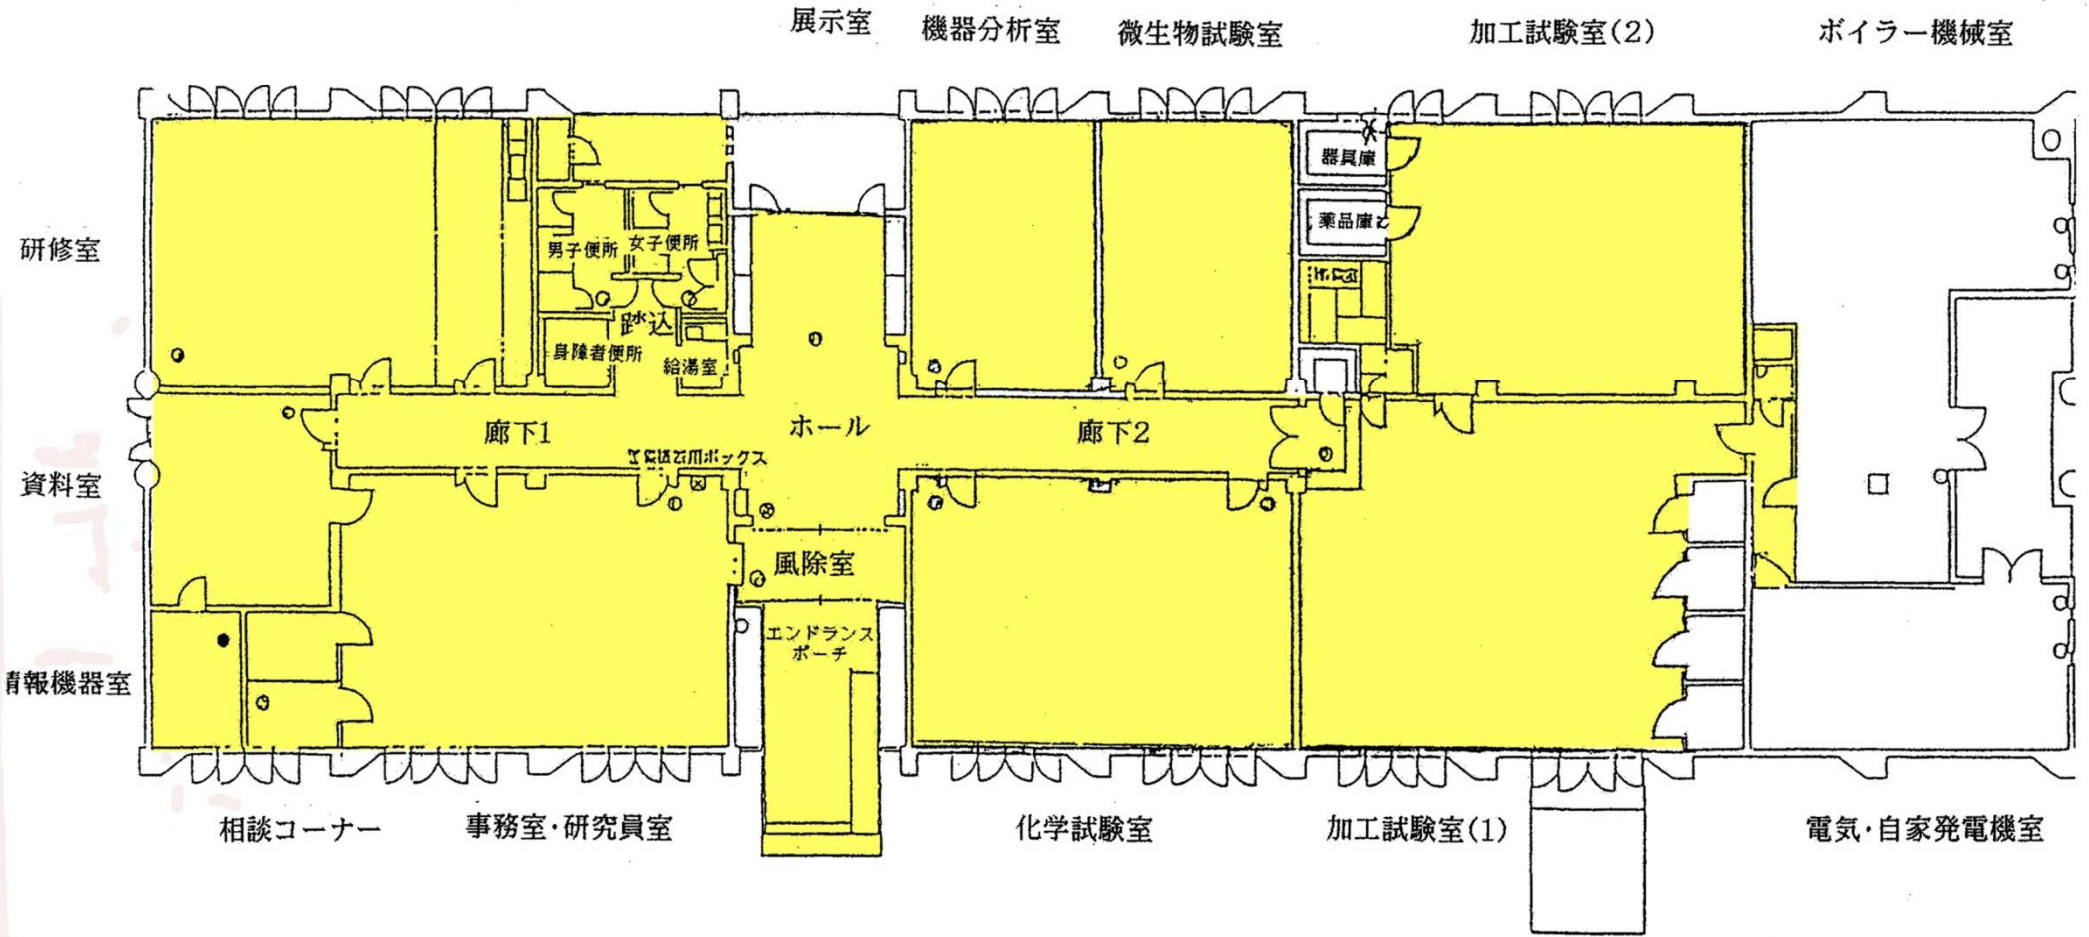 展示室
機器分析室
微生物試験室
加工試験室(2)
ボイラー機械室
器具庫
薬品庫
研修室
男子便所
女子便所
踏込
身障者便所
給湯室
廊下1
ホール
廊下2
ボックス
資料室
風除室
エンドランス
ポーチ
情報機器室
相談コーナー
事務室・研究員室
化学試験室
加工試験室(1)
電気・自家発電機室